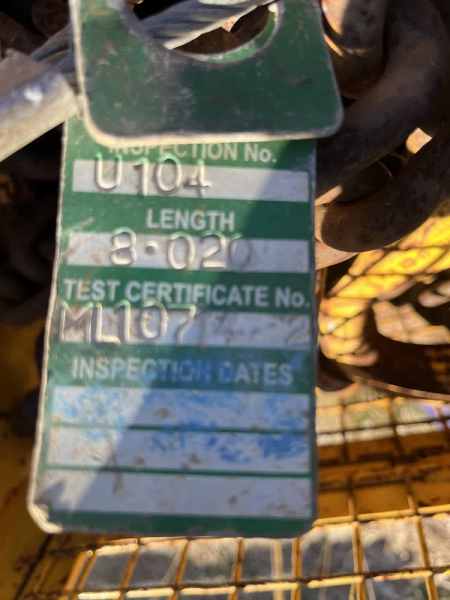 INSPECTION No.
U104
LENGTH
8.020
TEST CERTIFICATE No.
ML107
INSPECTION DATES